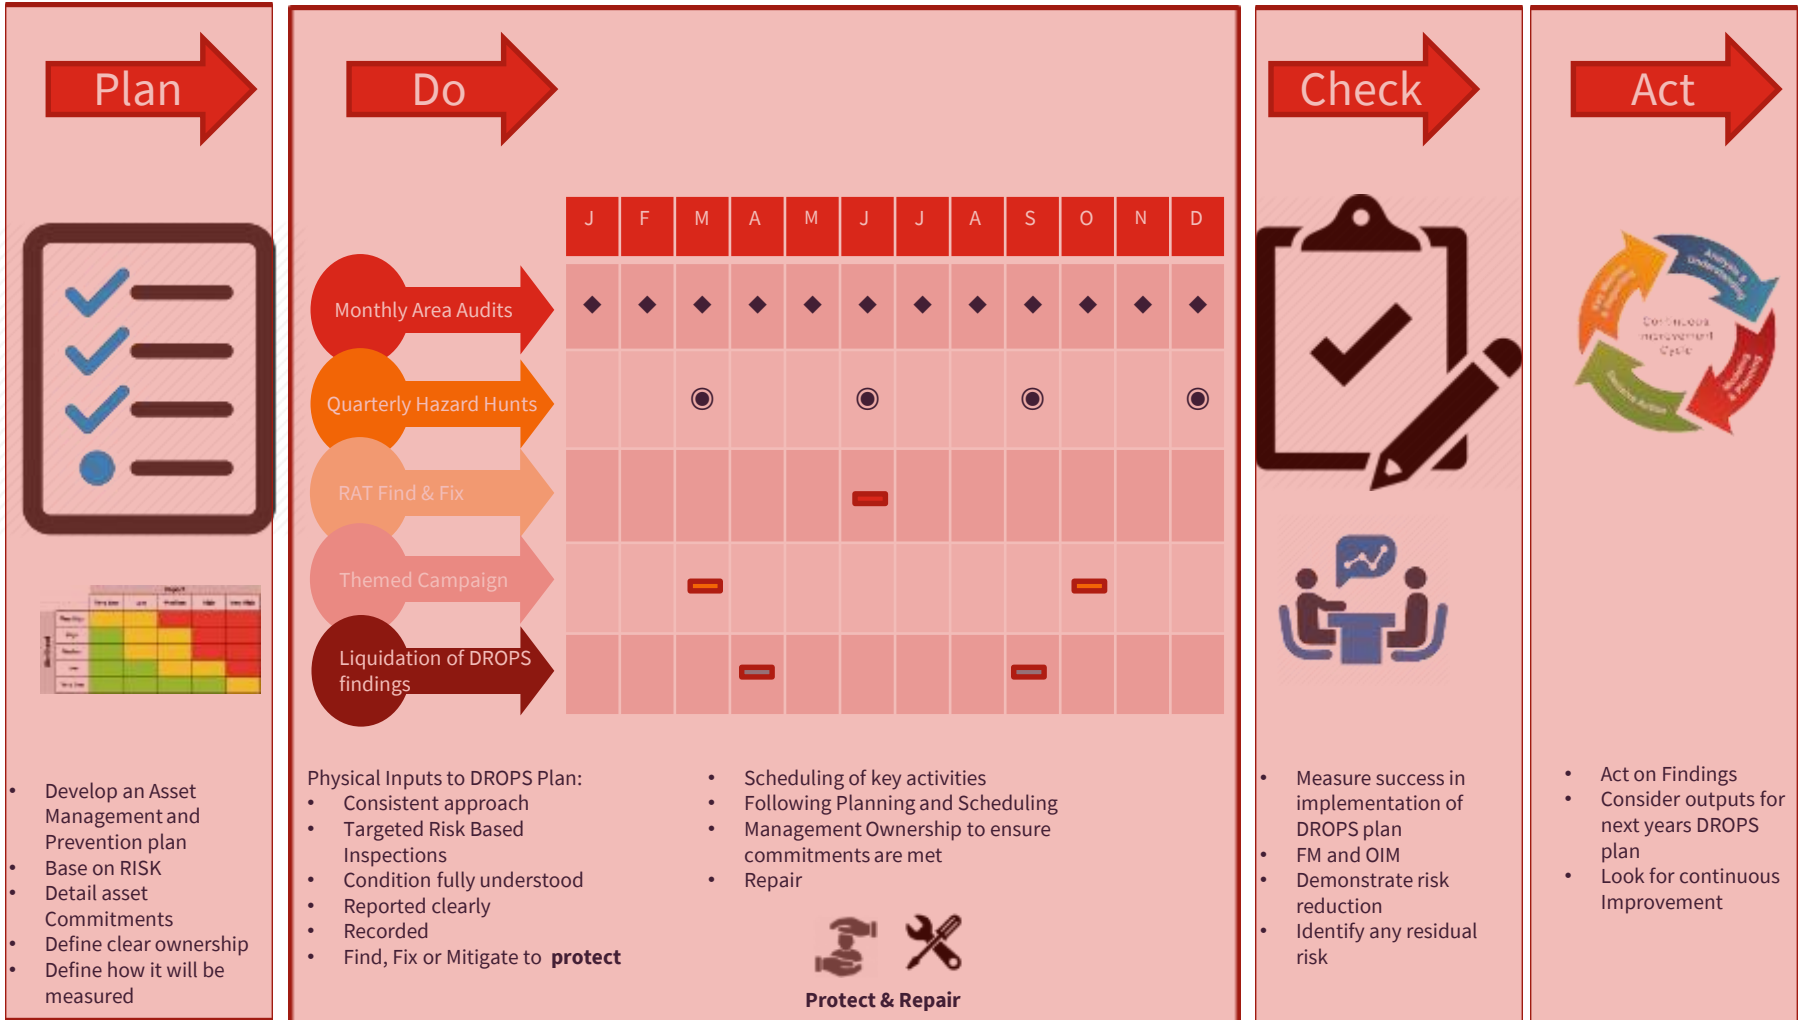 Plan
Do
Check
Act
J F M A M J J A S O N D
Monthly Area Audits
Quarterly Hazard Hunts
RAT Find & Fix
Themed Campaign
Liquidation of DROPS
findings
Analysis &
Understanding
Continuous
Improvement
Cycle
• Develop an Asset
Management and
Prevention plan
• Base on RISK
• Detail asset
Commitments
• Define clear ownership
• Define how it will be
measured
Physical Inputs to DROPS Plan:
• Consistent approach
• Targeted Risk Based
Inspections
• Condition fully understood
• Reported clearly
• Recorded
• Find, Fix or Mitigate to protect
• Scheduling of key activities
• Following Planning and Scheduling
• Management Ownership to ensure
commitments are met
• Repair
Protect & Repair
• Measure success in
implementation of
DROPS plan
• FM and OIM
• Demonstrate risk
reduction
• Identify any residual
risk
• Act on Findings
• Consider outputs for
next years DROPS
plan
• Look for continuous
Improvement